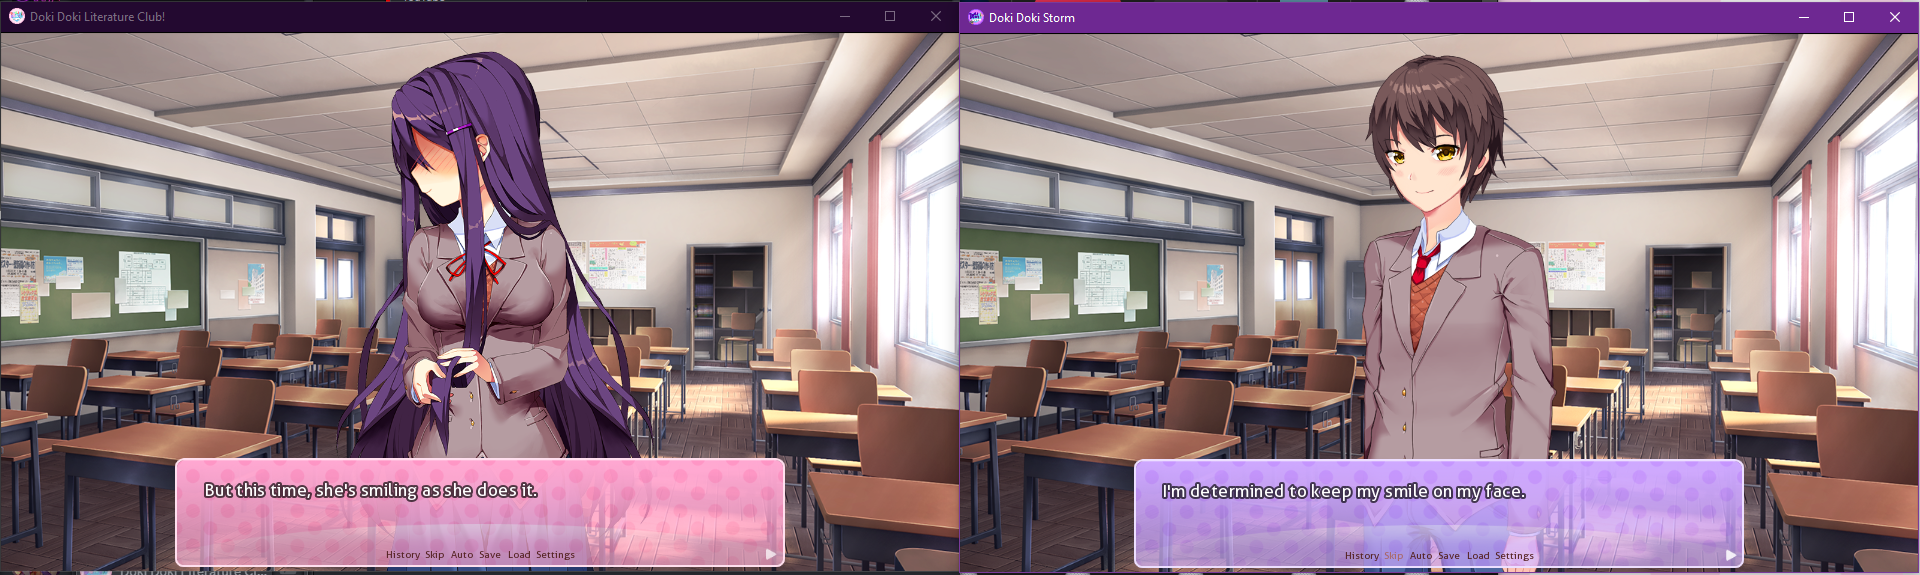 Doki Doki Literature Club!
But this time, she's smiling as she does it.
History Skip Auto Save Load Settings
Doki Doki Storm
I'm determined to keep my smile on my face.
History Skip Auto Save Load Settings